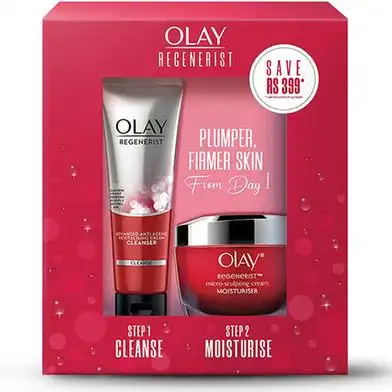 OLAY
REGENERIST
SAVE
RS 399*
OLAY
REGENERIST
ADVANCED ANTI-AGEING
REVITALISING CREAM
CLEANSER
CLEANSE
PLUMPER,
FIRMER SKIN
From Day 1
OLAY®
REGENERIST™
micro-sculpting cream
MOISTURISER
STEP 1
CLEANSE
STEP 2
MOISTURISE